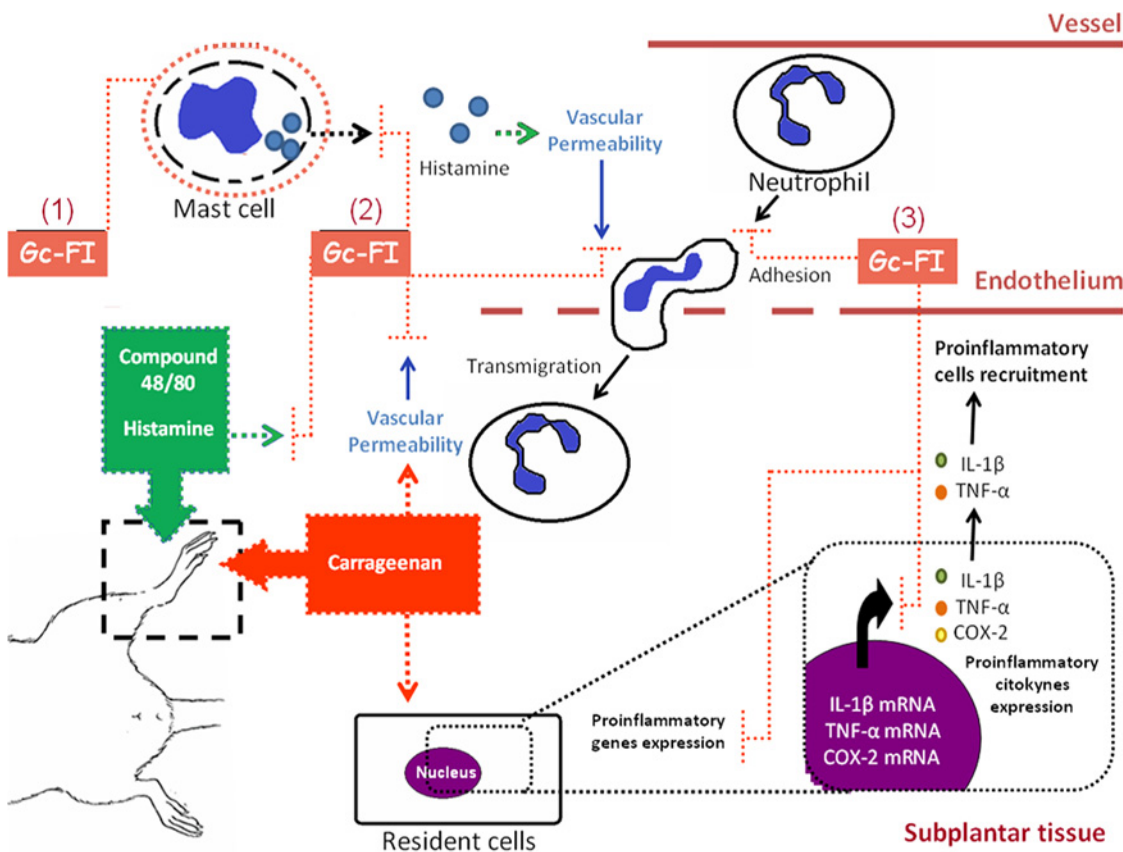 Vessel
Mast cell
Histamine
Vascular
Permeability
Neutrophil
(1)
Gc-FI
(2)
Gc-FI
(3)
Gc-FI
Adhesion
Endothelium
Compound
48/80
Histamine
Transmigration
Vascular
Permeability
Proinflammatory
cells recruitment
IL-1β
TNF-α
Carrageenan
IL-1β
TNF-α
COX-2
Proinflammatory
citokynes
expression
IL-1β mRNA
TNF-α mRNA
COX-2 mRNA
Proinflammatory
genes expression
Nucleus
Resident cells
Subplantar tissue